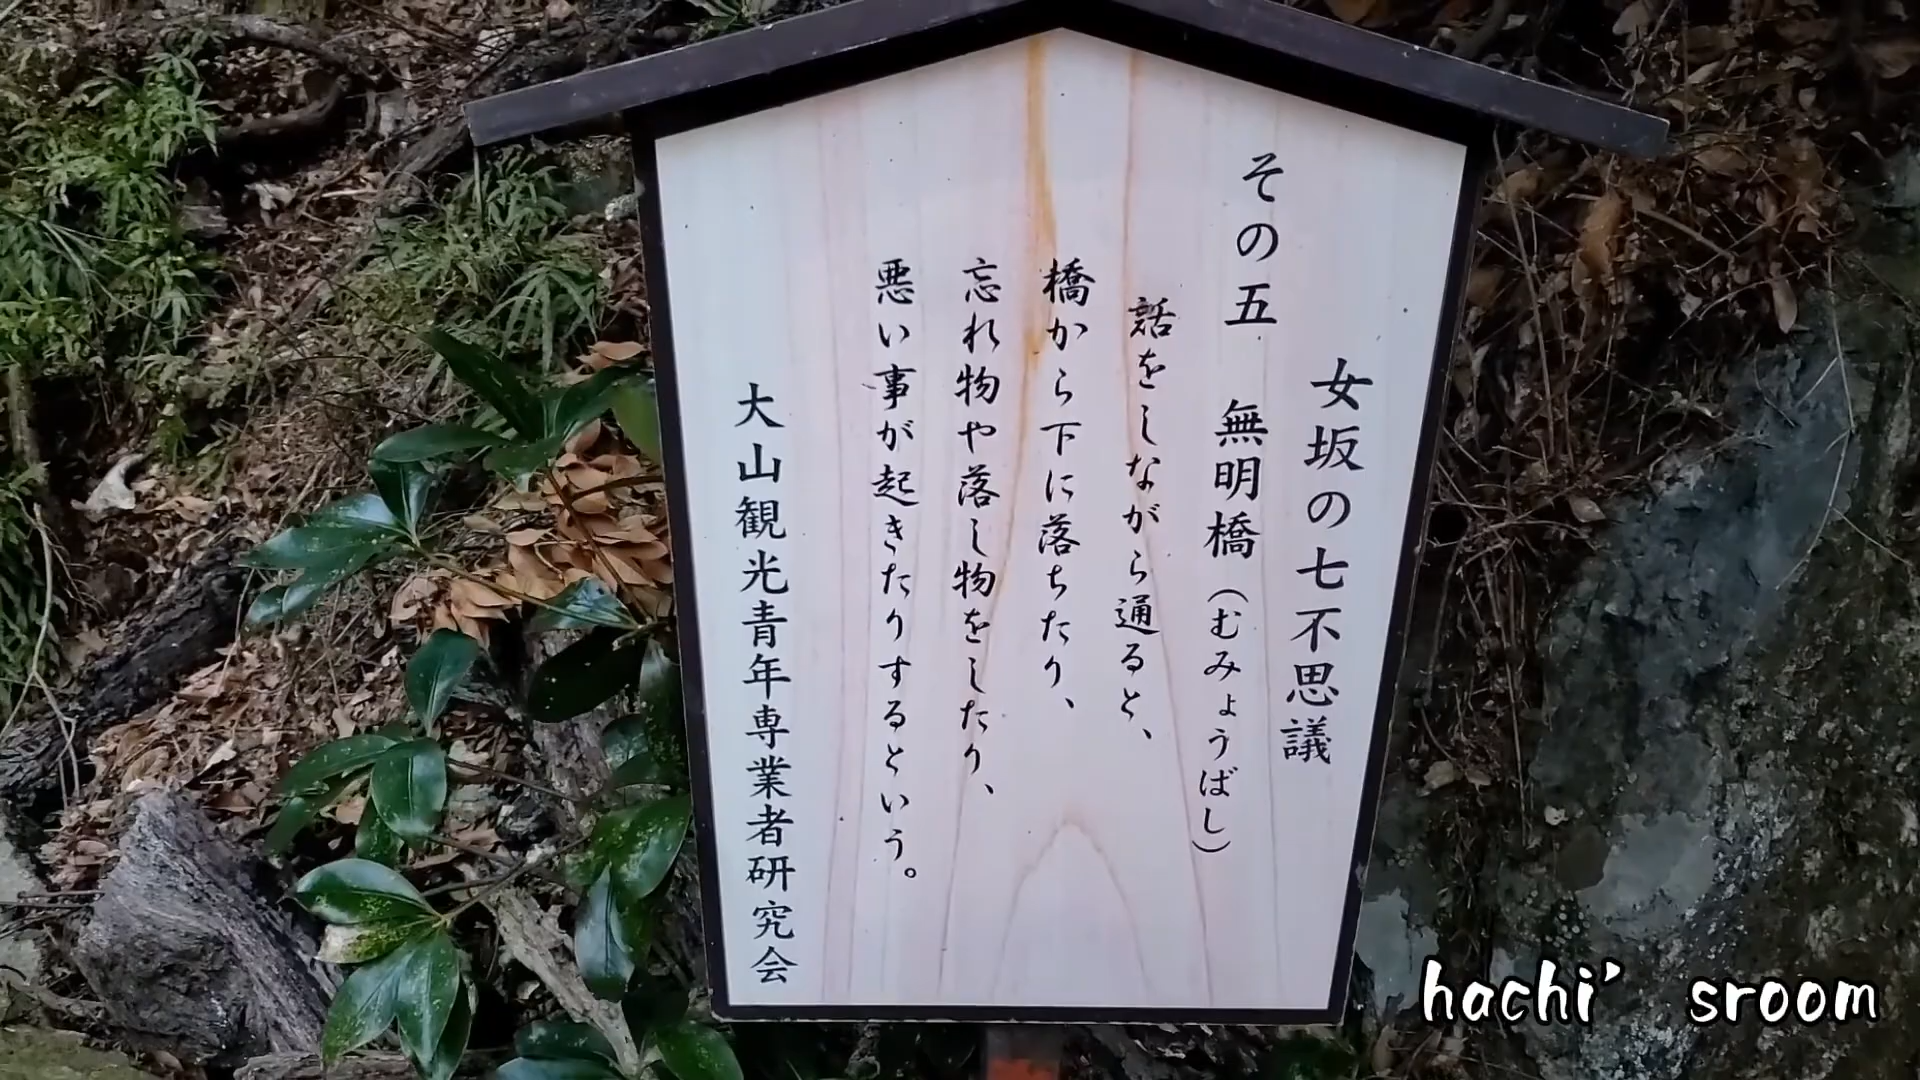 女坂の七不思議
その五 無明橋(むみょうばし)
話をしながら通ると、
橋から下に落ちたり、
忘れ物や落し物をしたり、
悪い事が起きたりするという。
大山観光青年専業者研究会
hachi' sroom